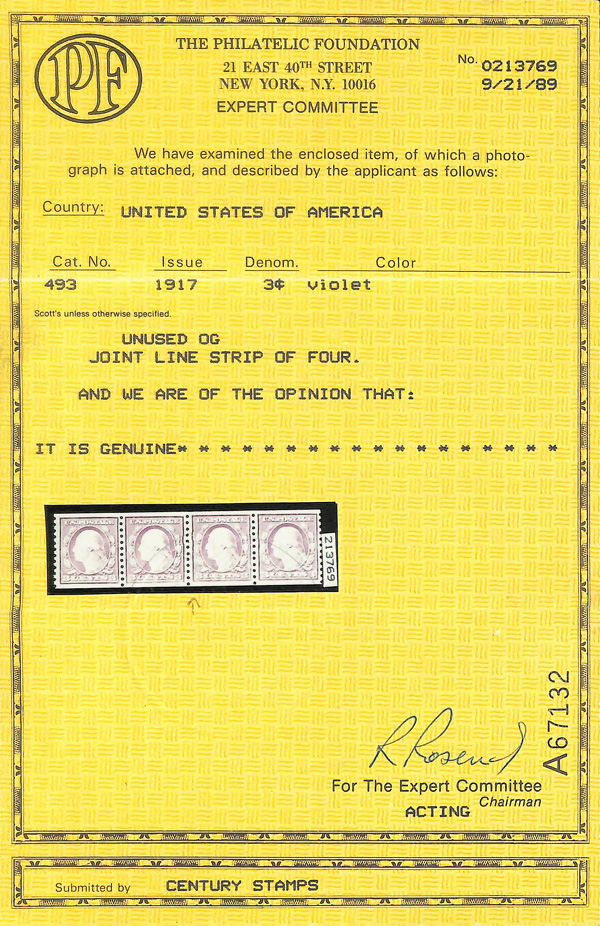 PF
THE PHILATELIC FOUNDATION
21 EAST 40TH STREET
NEW YORK, N.Y. 10016
EXPERT COMMITTEE
No. 0213769
9/21/89
We have examined the enclosed item, of which a photo-
graph is attached, and described by the applicant as follows:
Country: UNITED STATES OF AMERICA
Cat. No. Issue Denom. Color
493 1917 3¢ violet
Scott's unless otherwise specified.
UNUSED OG
JOINT LINE STRIP OF FOUR.
AND WE ARE OF THE OPINION THAT:
IT IS GENUINE* * * * * * * * * * * * * * * * * *
213769
A67132
For The Expert Committee
Chairman
ACTING
Submitted by CENTURY STAMPS